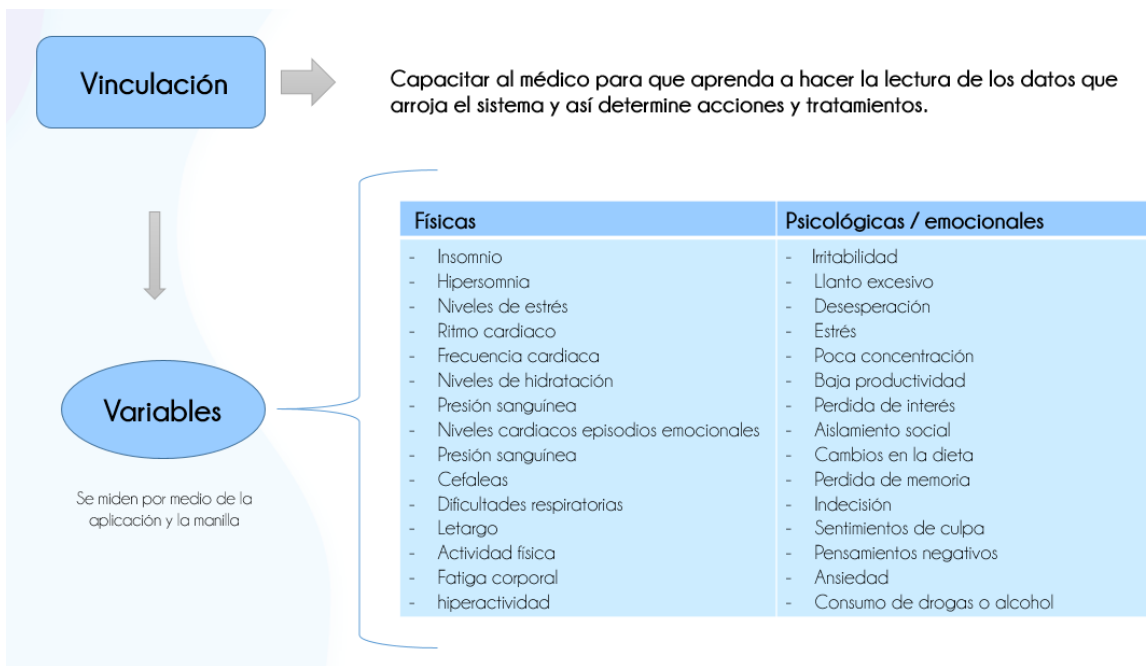 Vinculación
Capacitar al médico para que aprenda a hacer la lectura de los datos que
arroja el sistema y así determine acciones y tratamientos.
Variables
Se miden por medio de la
aplicación y la manilla
Físicas
- Insomnio
- Hipersomnia
- Niveles de estrés
- Ritmo cardiaco
- Frecuencia cardiaca
- Niveles de hidratación
- Presión sanguínea
- Niveles cardiacos episodios emocionales
- Presión sanguínea
- Cefaleas
- Dificultades respiratorias
- Letargo
- Actividad física
- Fatiga corporal
- hiperactividad
Psicológicas / emocionales
- Irritabilidad
- Llanto excesivo
- Desesperación
- Estrés
- Poca concentración
- Baja productividad
- Perdida de interés
- Aislamiento social
- Cambios en la dieta
- Perdida de memoria
- Indecisión
- Sentimientos de culpa
- Pensamientos negativos
- Ansiedad
- Consumo de drogas o alcohol